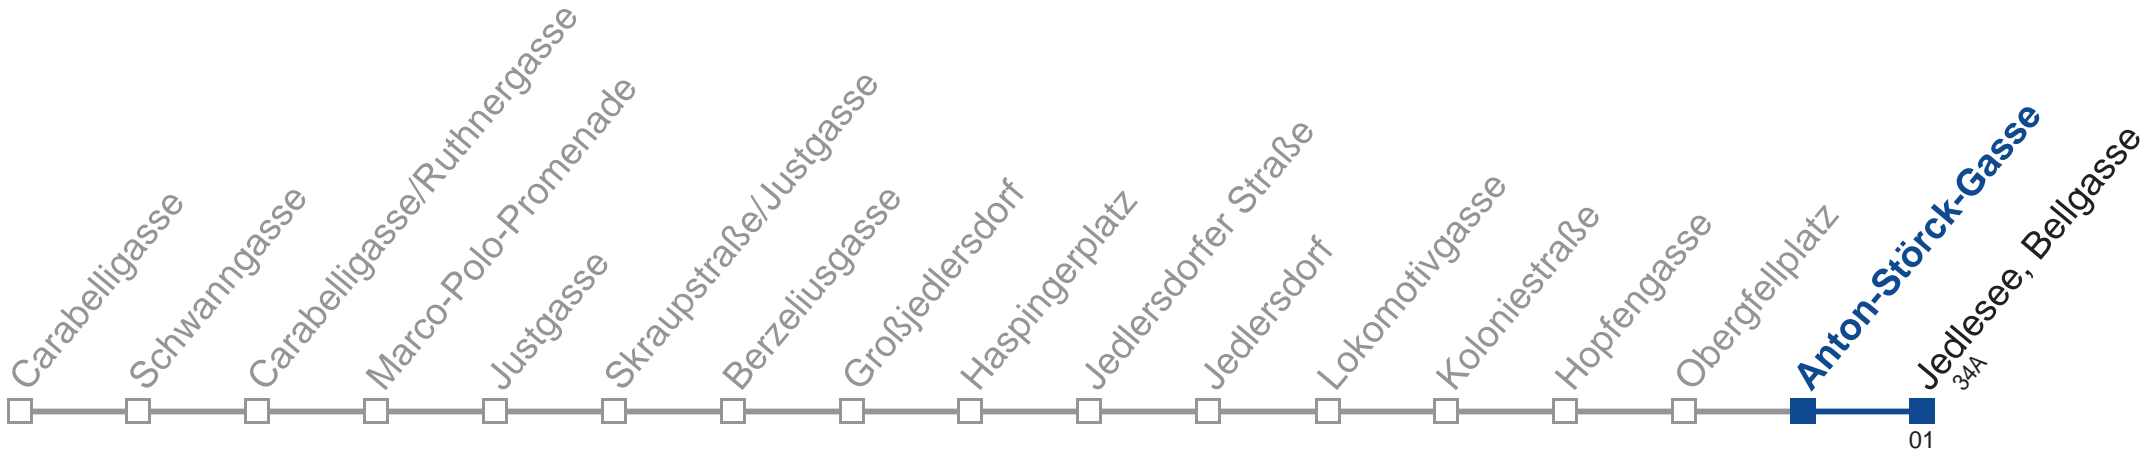 Carabelligasse
Schwanngasse
Carabelligasse/Ruthnergasse
Marco-Polo-Promenade
Justgasse
Skraupstraße/Justgasse
Berzeliusgasse
Großjedlersdorf
Haspingerplatz
Jedlersdorfer Straße
Jedlersdorf
Lokomotivgasse
Koloniestraße
Hopfengasse
Obergfellplatz
Anton-Störck-Gasse
Jedlesee, Bellgasse
34A
01